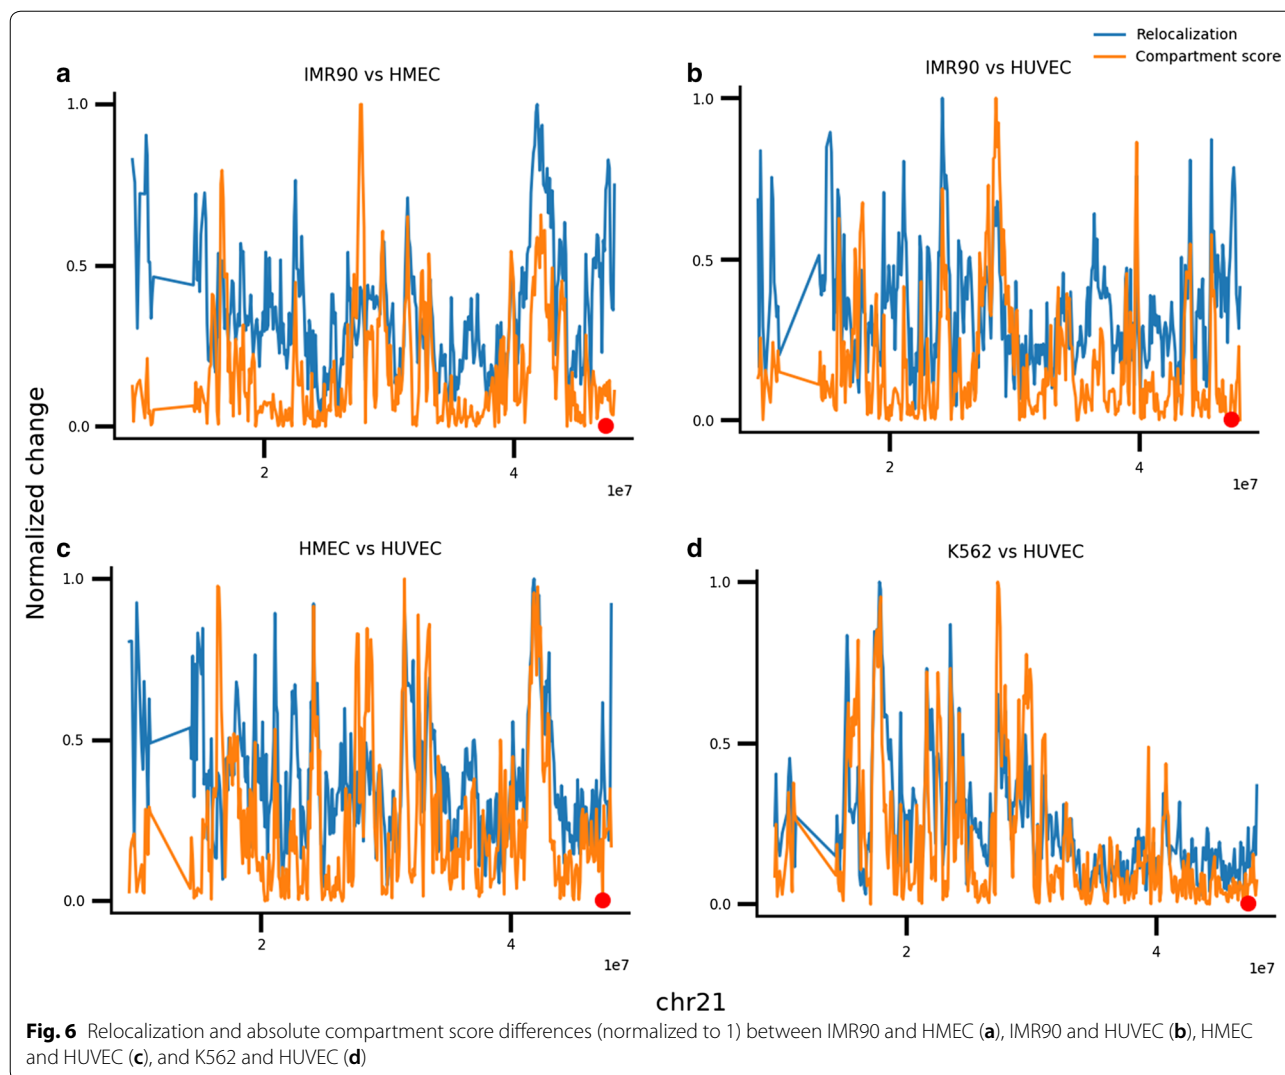 Relocalization
Compartment score
a
IMR90 vs HMEC
1.0
0.5
0.0
2
4
1e7
b
IMR90 vs HUVEC
1.0
0.5
0.0
2
4
1e7
Normalized change
c
HMEC vs HUVEC
1.0
0.5
0.0
2
4
1e7
d
K562 vs HUVEC
1.0
0.5
0.0
2
4
1e7
chr21
Fig. 6 Relocalization and absolute compartment score differences (normalized to 1) between IMR90 and HMEC (a), IMR90 and HUVEC (b), HMEC
and HUVEC (c), and K562 and HUVEC (d)